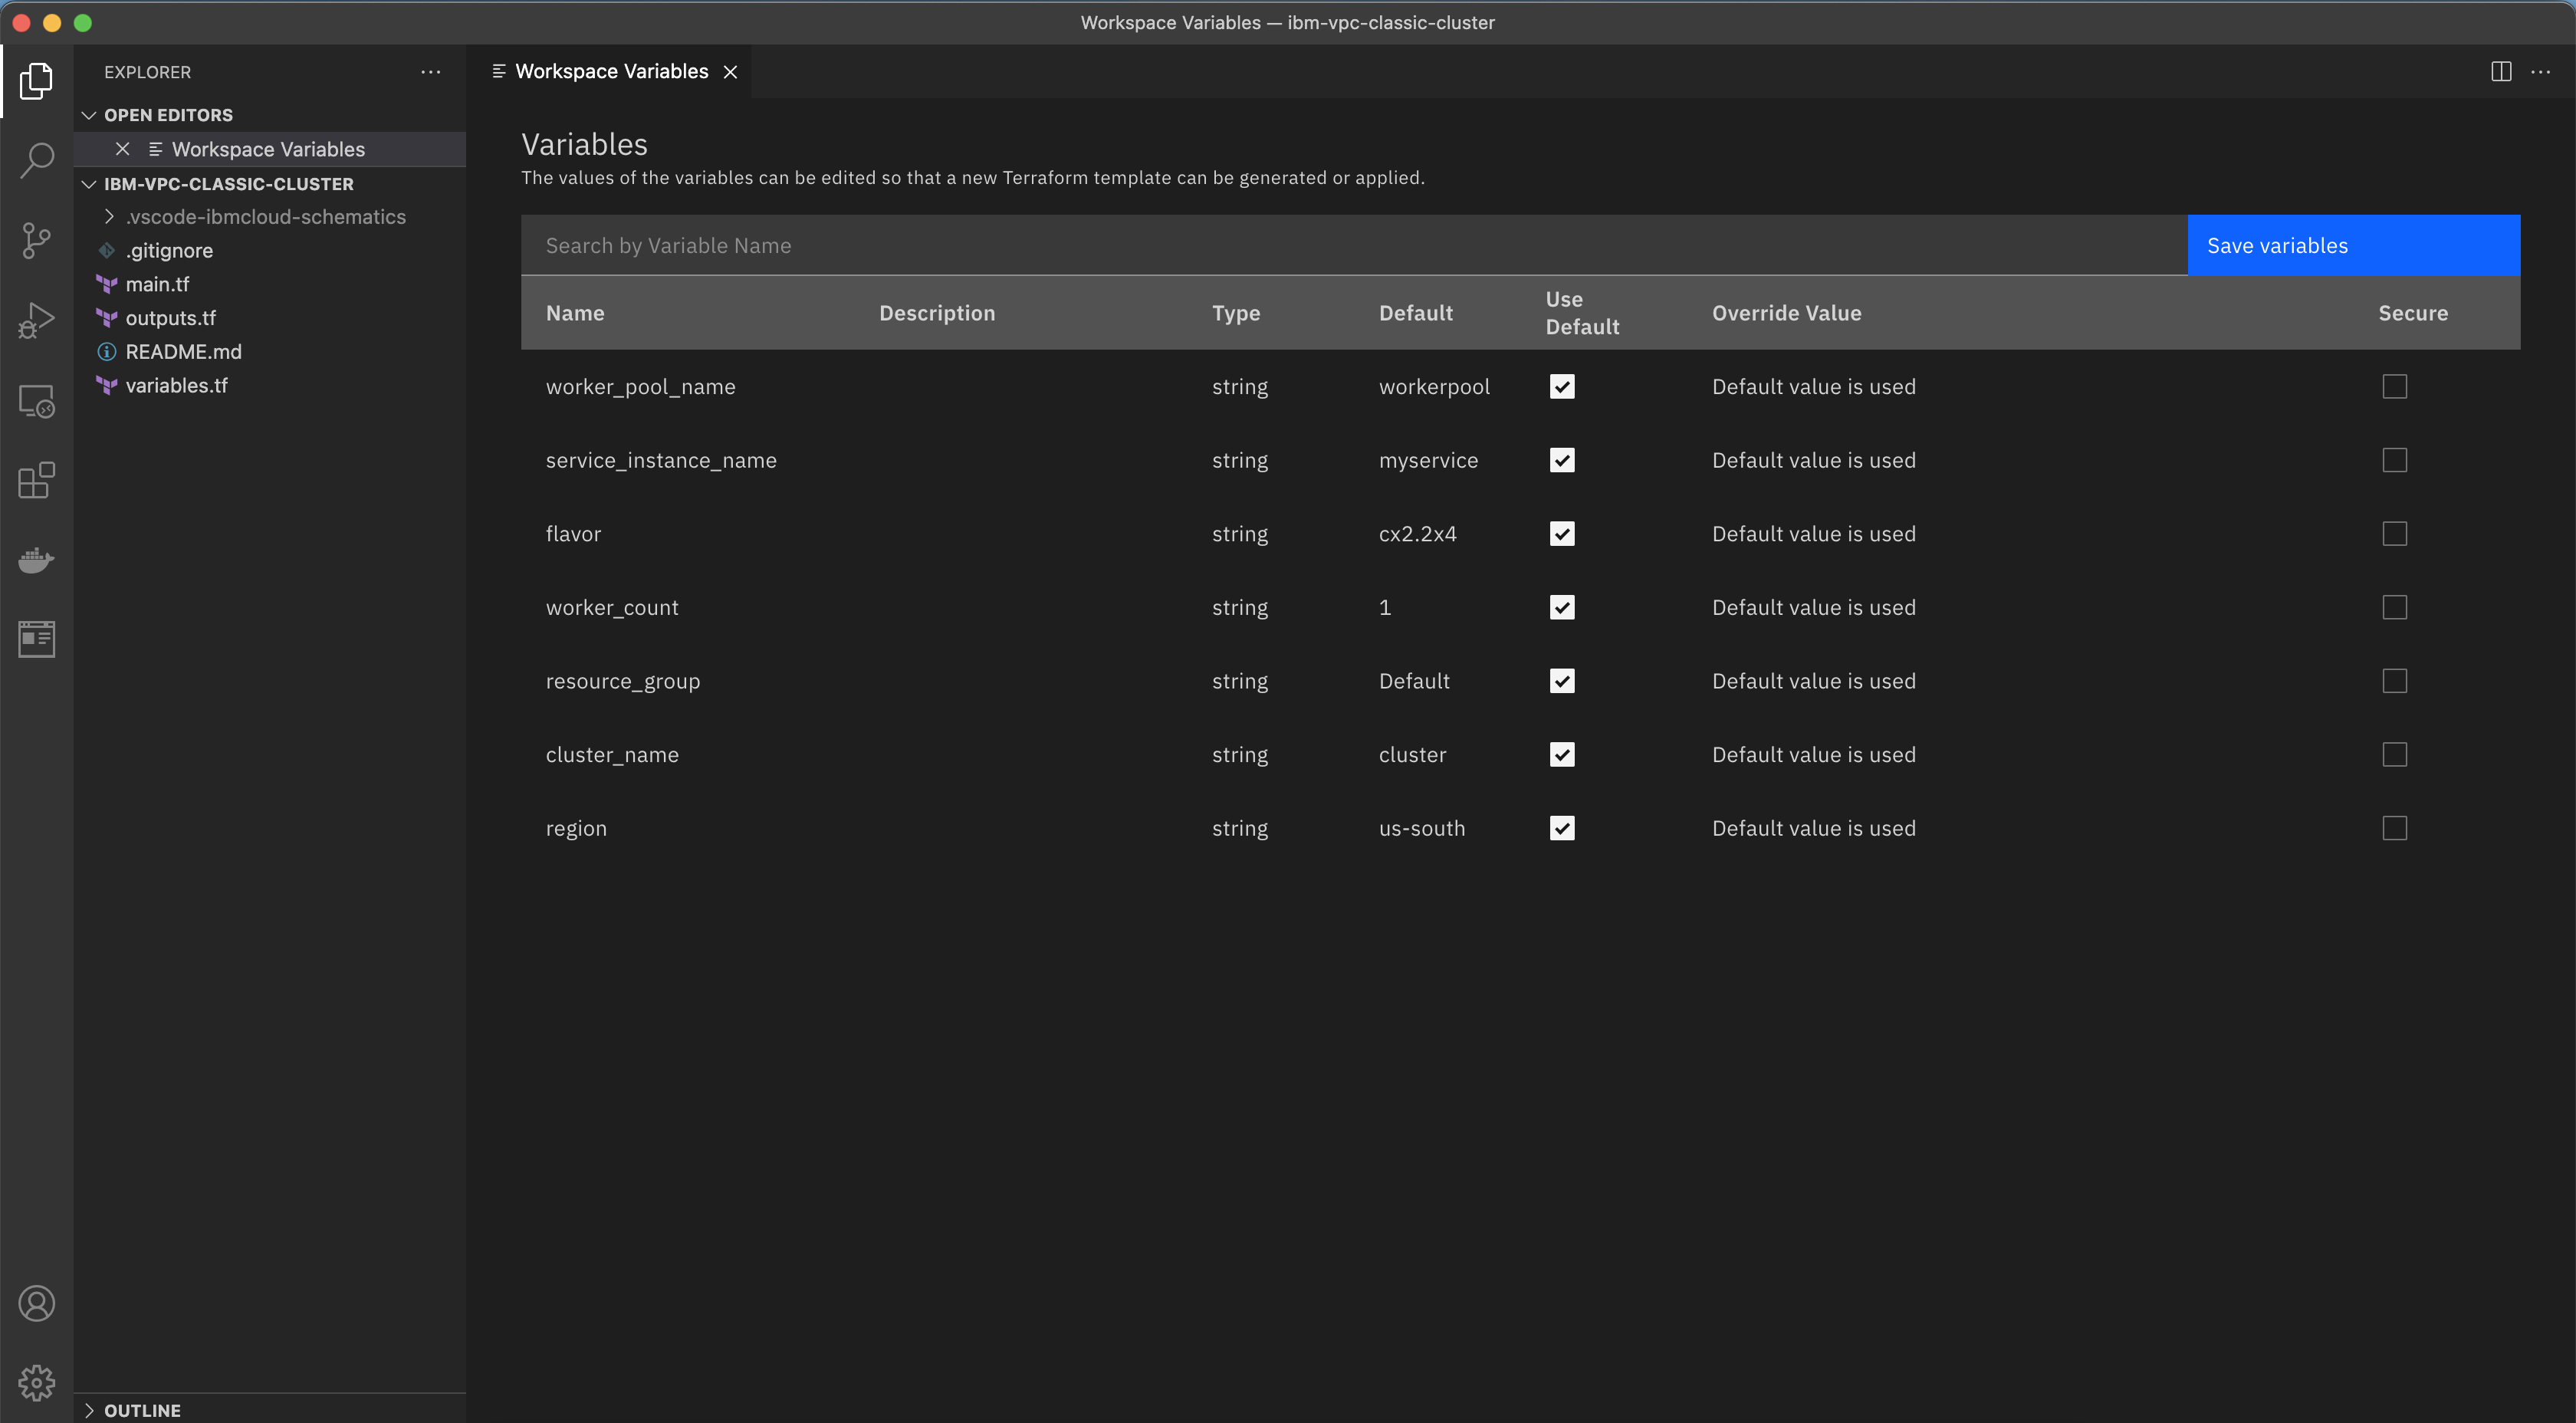 Workspace Variables — ibm-vpc-classic-cluster
EXPLORER
OPEN EDITORS
Workspace Variables
IBM-VPC-CLASSIC-CLUSTER
.vscode-ibmcloud-schematics
.gitignore
main.tf
outputs.tf
README.md
variables.tf
OUTLINE
Workspace Variables
Variables
The values of the variables can be edited so that a new Terraform template can be generated or applied.
Search by Variable Name Save variables
Name Description Type Default Use Default Override Value Secure
worker_pool_name string workerpool Default value is used
service_instance_name string myservice Default value is used
flavor string cx2.2x4 Default value is used
worker_count string 1 Default value is used
resource_group string Default Default value is used
cluster_name string cluster Default value is used
region string us-south Default value is used